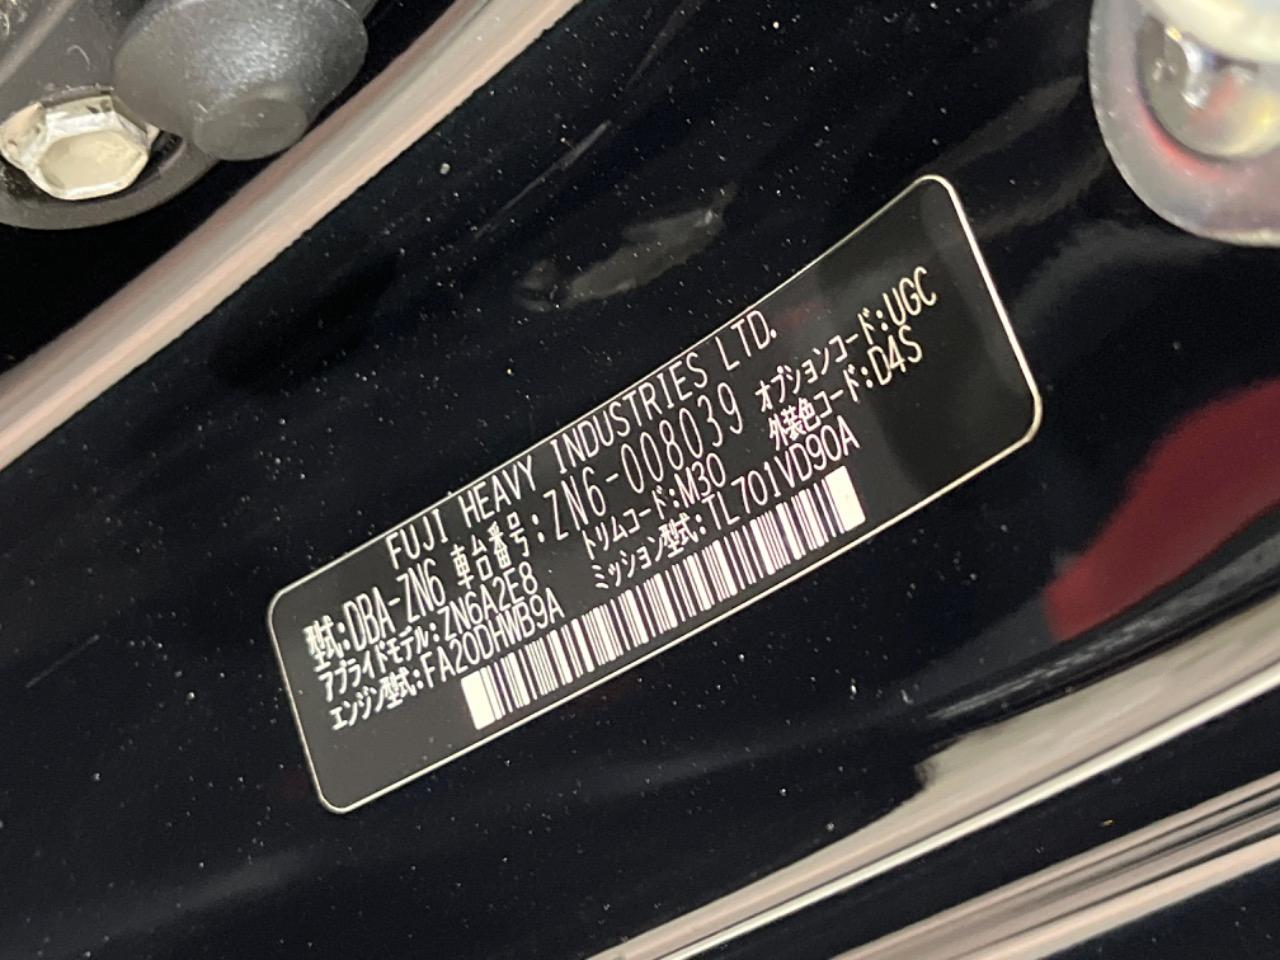 FUJI HEAVY INDUSTRIES LTD.
型式:DBA-ZN6 車台番号:ZN6-008039
アプライドモデル:ZN6A2E8 トリムコード:M30 オプションコード:UGC
エンジン型式:FA20DHWB9A ミッション型式:TL701VD90A 外装色コード:D4S